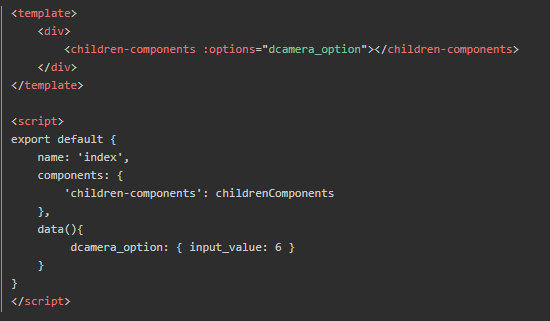 <template>
    <div>
        <children-components :options="dcamera_option"></children-components>
    </div>
</template>

<script>
export default {
    name: 'index',
    components: {
        'children-components': childrenComponents
    },
    data(){
         dcamera_option: { input_value: 6 }
    }
}
</script>